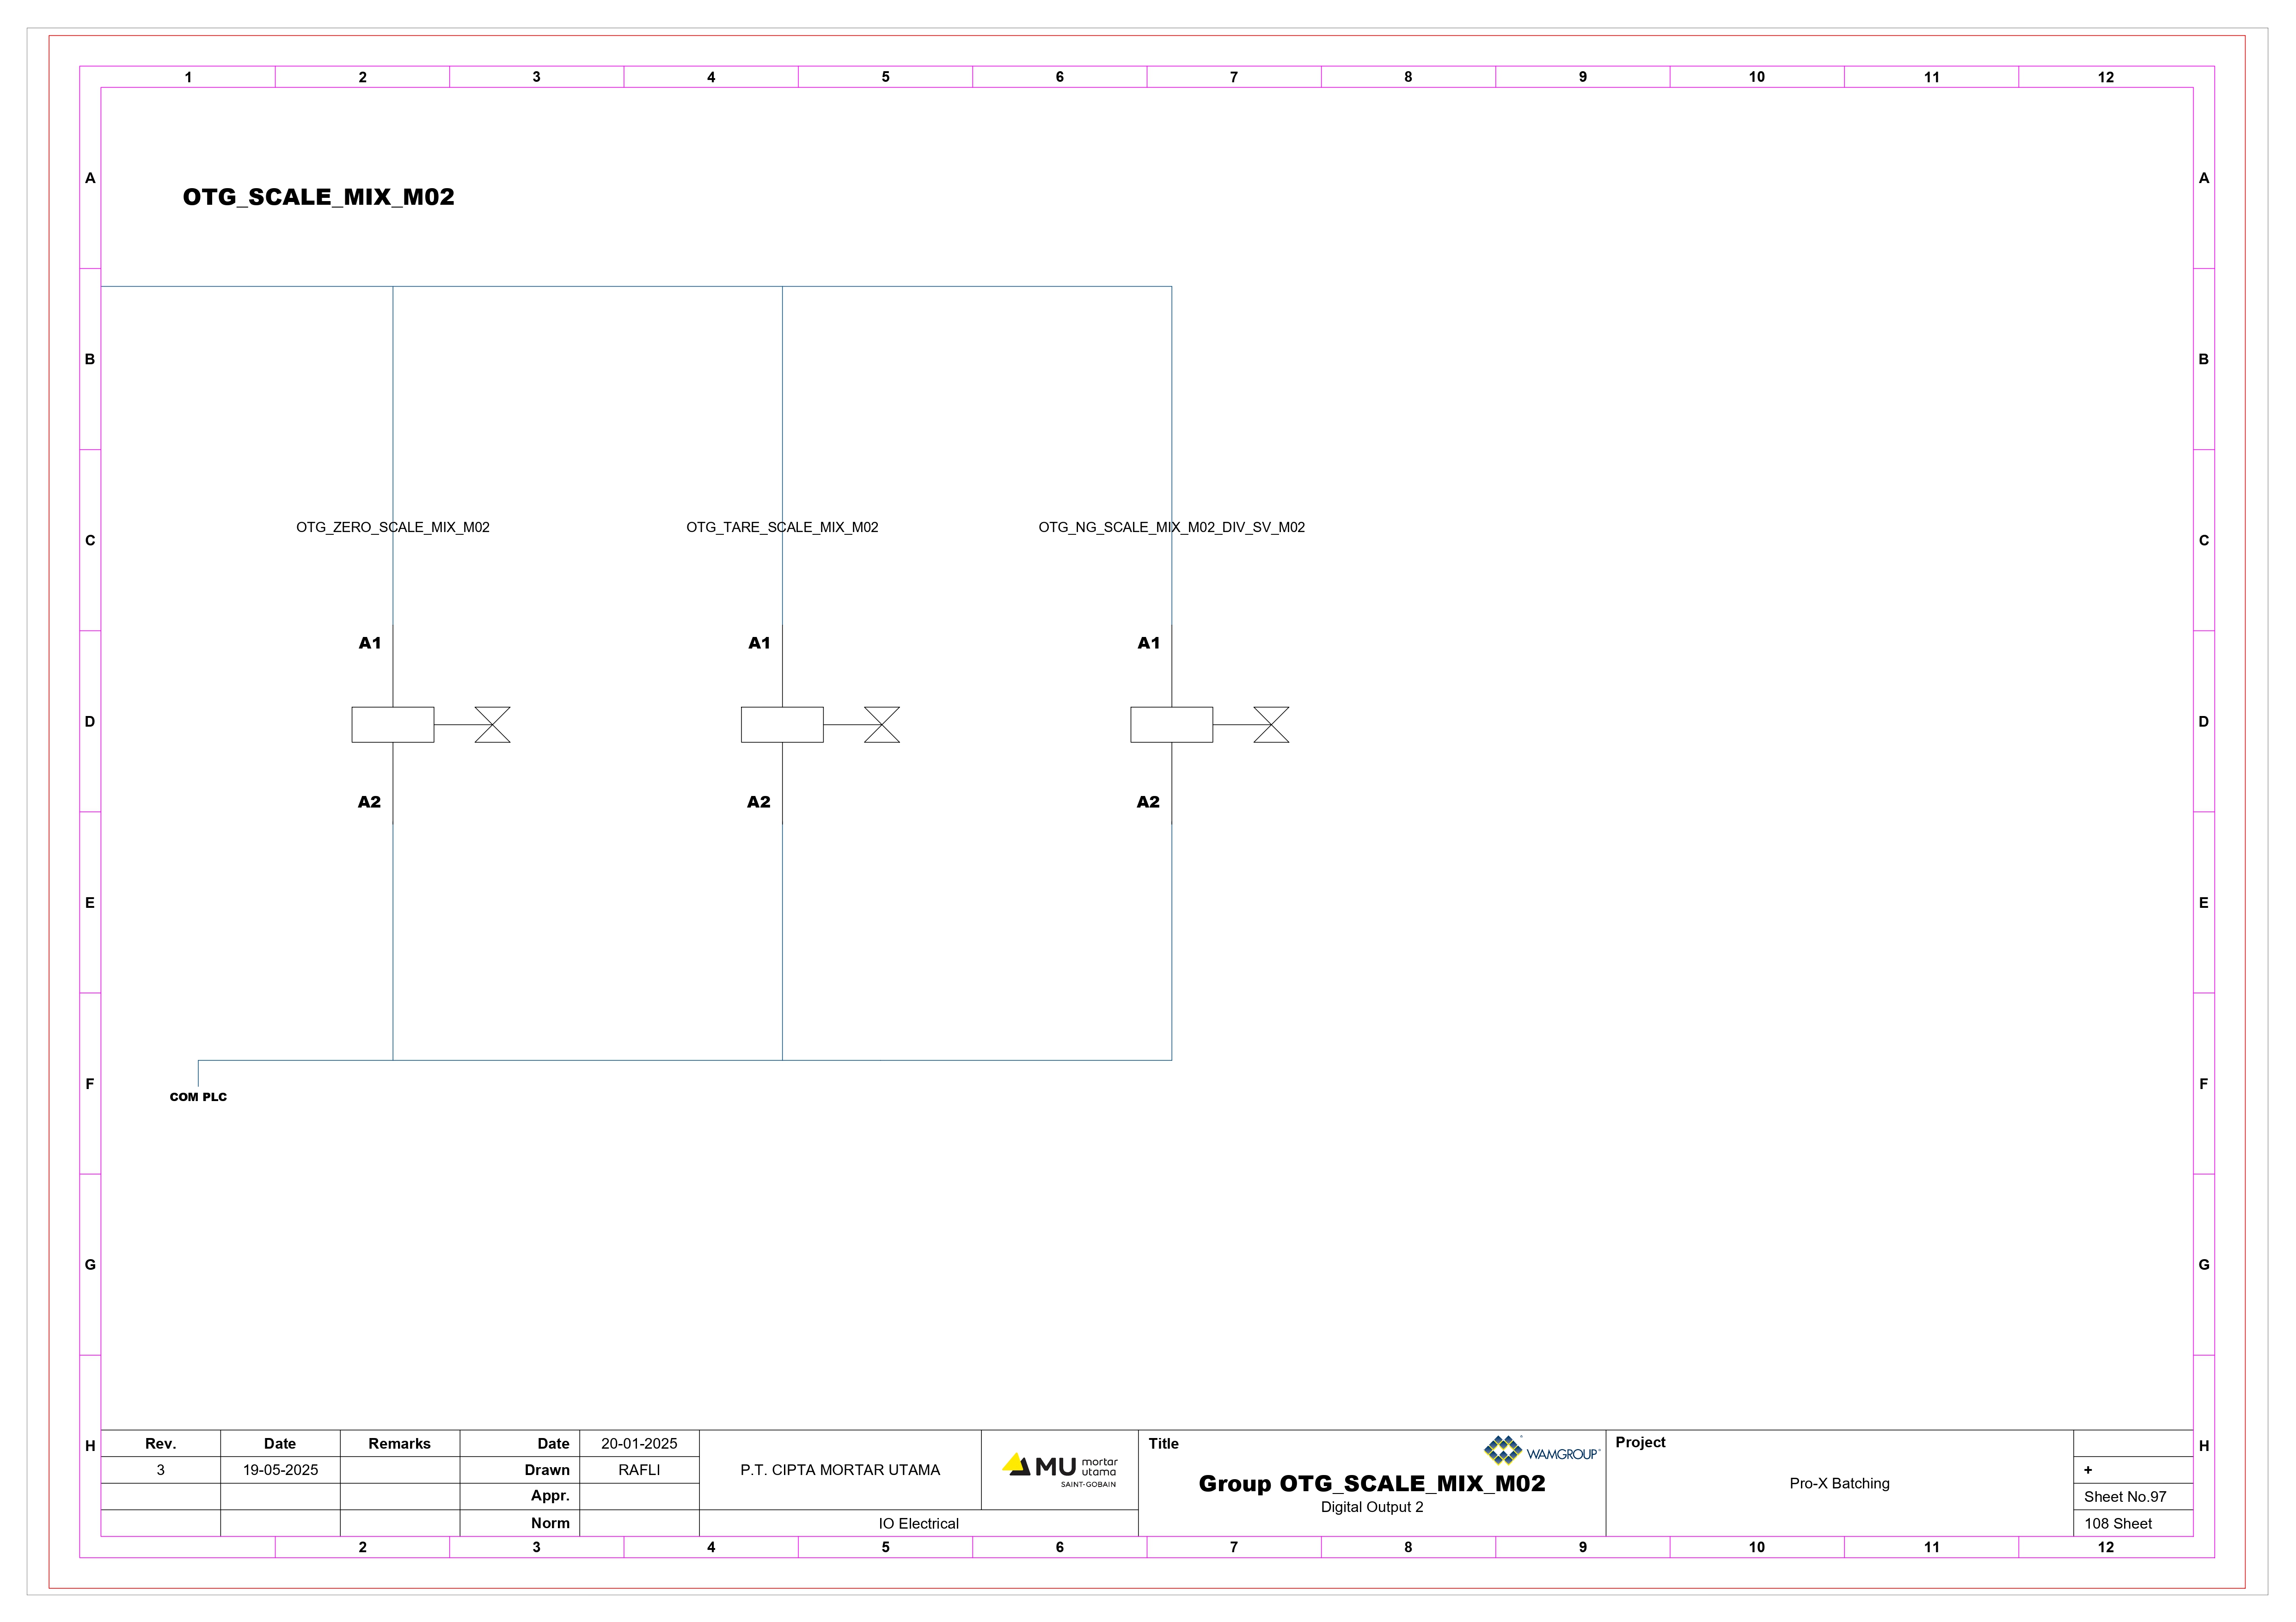 1 2 3 4 5 6 7 8 9 10 11 12
A A
OTG_SCALE_MIX_M02
B B
OTG_ZERO_SCALE_MIX_M02 OTG_TARE_SCALE_MIX_M02 OTG_NG_SCALE_MIX_M02_DIV_SV_M02
C C
A1 A1 A1
D D
A2 A2 A2
E E
F F
COM PLC
G G
H H
Rev. Date Remarks Date 20-01-2025
3 19-05-2025 Drawn RAFLI
Appr.
Norm
P.T. CIPTA MORTAR UTAMA
MU mortar
utama
SAINT-GOBAIN
IO Electrical
Title
WAMGROUP®
Group OTG_SCALE_MIX_M02
Digital Output 2
Project
Pro-X Batching
+
Sheet No.97
108 Sheet
2 3 4 5 6 7 8 9 10 11 12